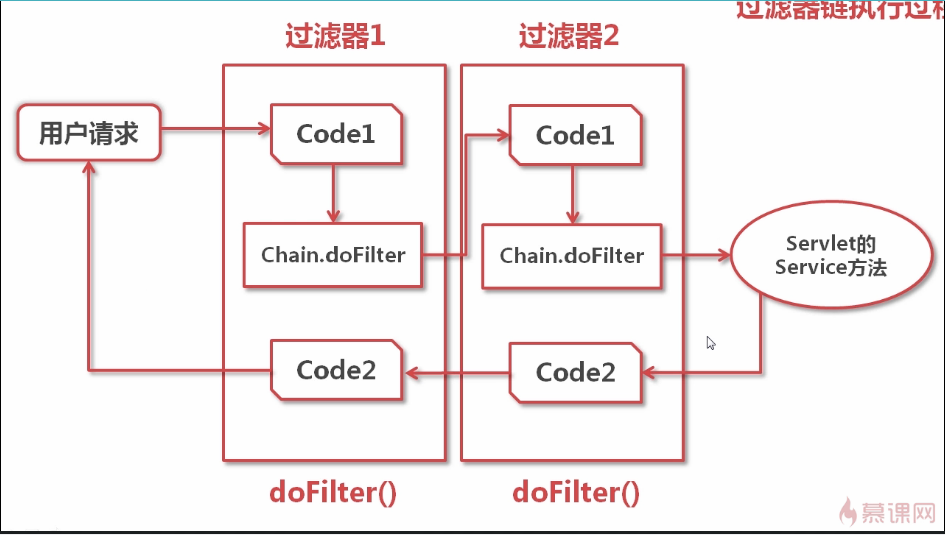 过滤器链执行过程
过滤器1
过滤器2
用户请求
Code1
Code1
Chain.doFilter
Chain.doFilter
Servlet的
Service方法
Code2
Code2
doFilter()
doFilter()
慕课网